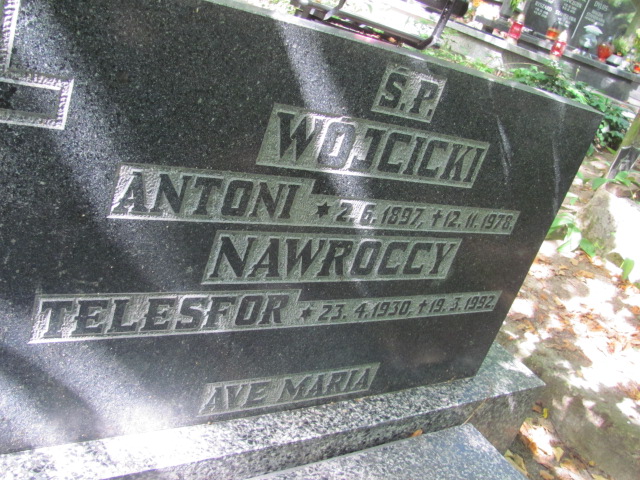 S.P.
WÓJCICKI
ANTONI * 2. 6. 1897, + 12. 11. 1978.
NAWROCCY
TELESFOR * 23. 4. 1930, + 19. 3. 1992.
AVE MARIA